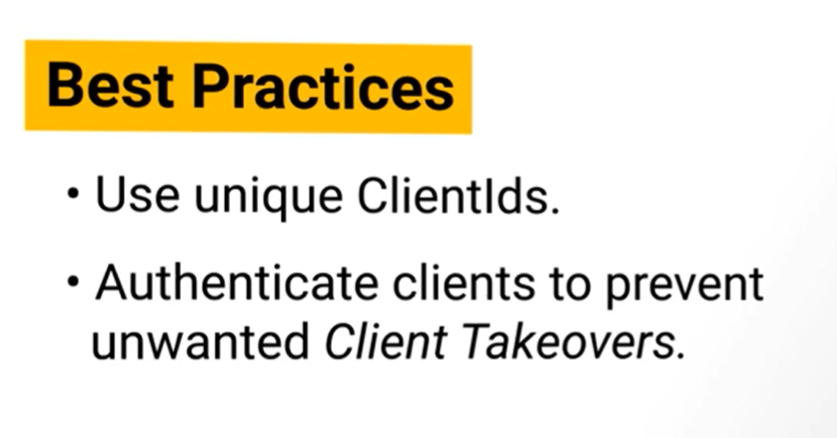 Best Practices
• Use unique ClientIds.
• Authenticate clients to prevent
unwanted Client Takeovers.